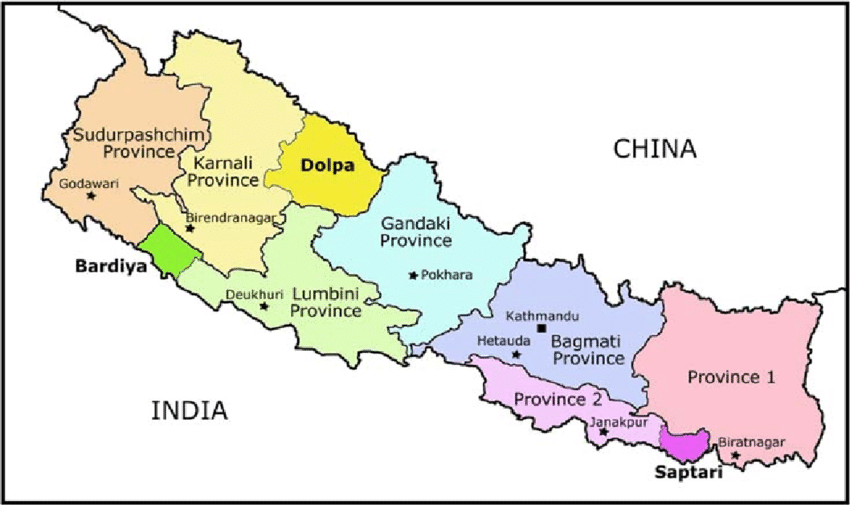 CHINA
Sudurpashchim
Province
Karnali
Province
Dolpa
Godawari
Birendranagar
Gandaki
Province
Bardiya
Pokhara
Deukhuri
Lumbini
Province
Kathmandu
Hetauda
Bagmati
Province
Province 1
INDIA
Province 2
Janakpur
Biratnagar
Saptari